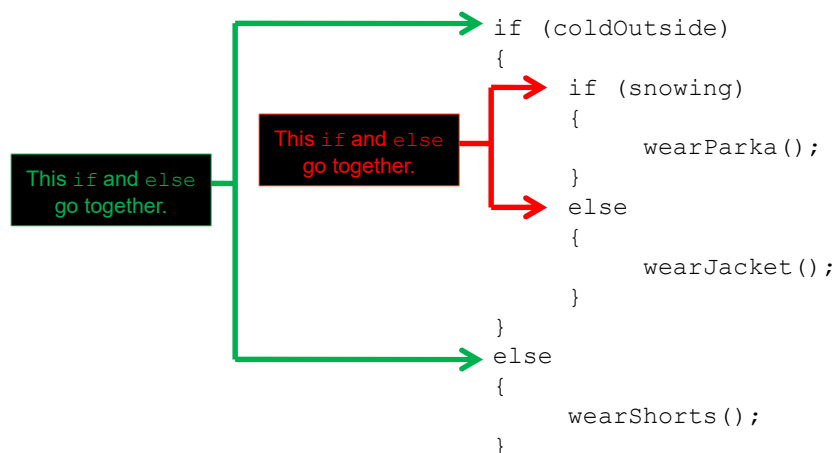 if (coldOutside)
{
if (snowing)
{
wearParka();
}
else
{
wearJacket();
}
}
else
{
wearShorts();
}
This if and else
go together.
This if and else
go together.